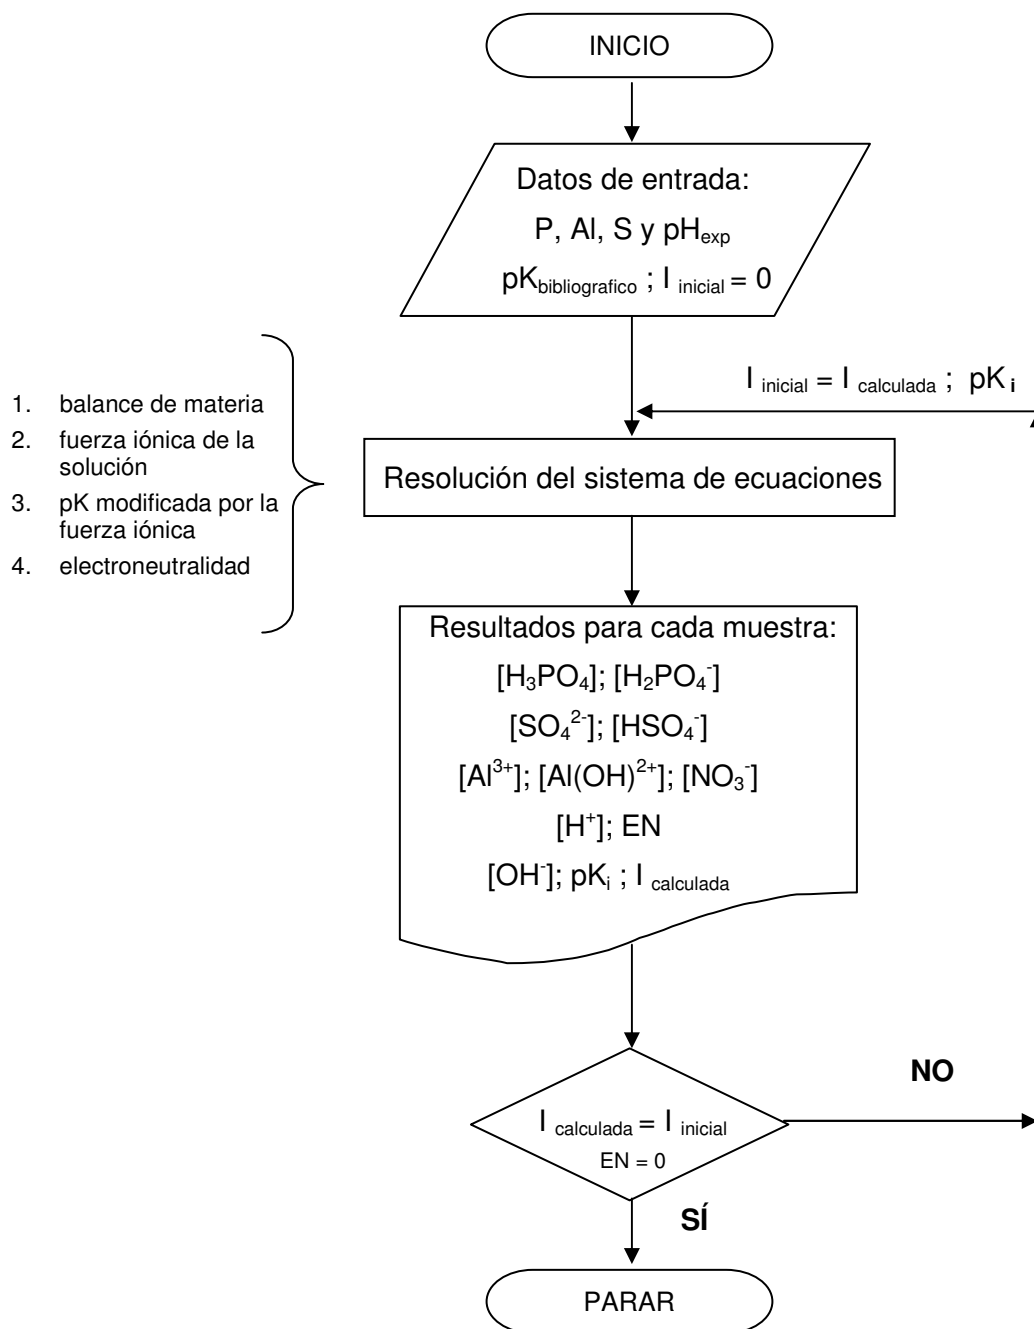 INICIO
Datos de entrada:
P, Al, S y pH_exp
pK_bibliografico ; I_inicial = 0
I_inicial = I_calculada ; pK_i
1. balance de materia
2. fuerza iónica de la
solución
3. pK modificada por la
fuerza iónica
4. electroneutralidad
Resolución del sistema de ecuaciones
Resultados para cada muestra:
[H₃PO₄]; [H₂PO₄⁻]
[SO₄²⁻]; [HSO₄⁻]
[Al³⁺]; [Al(OH)²⁺]; [NO₃⁻]
[H⁺]; EN
[OH⁻]; pK_i ; I_calculada
NO
I_calculada = I_inicial
EN = 0
SÍ
PARAR